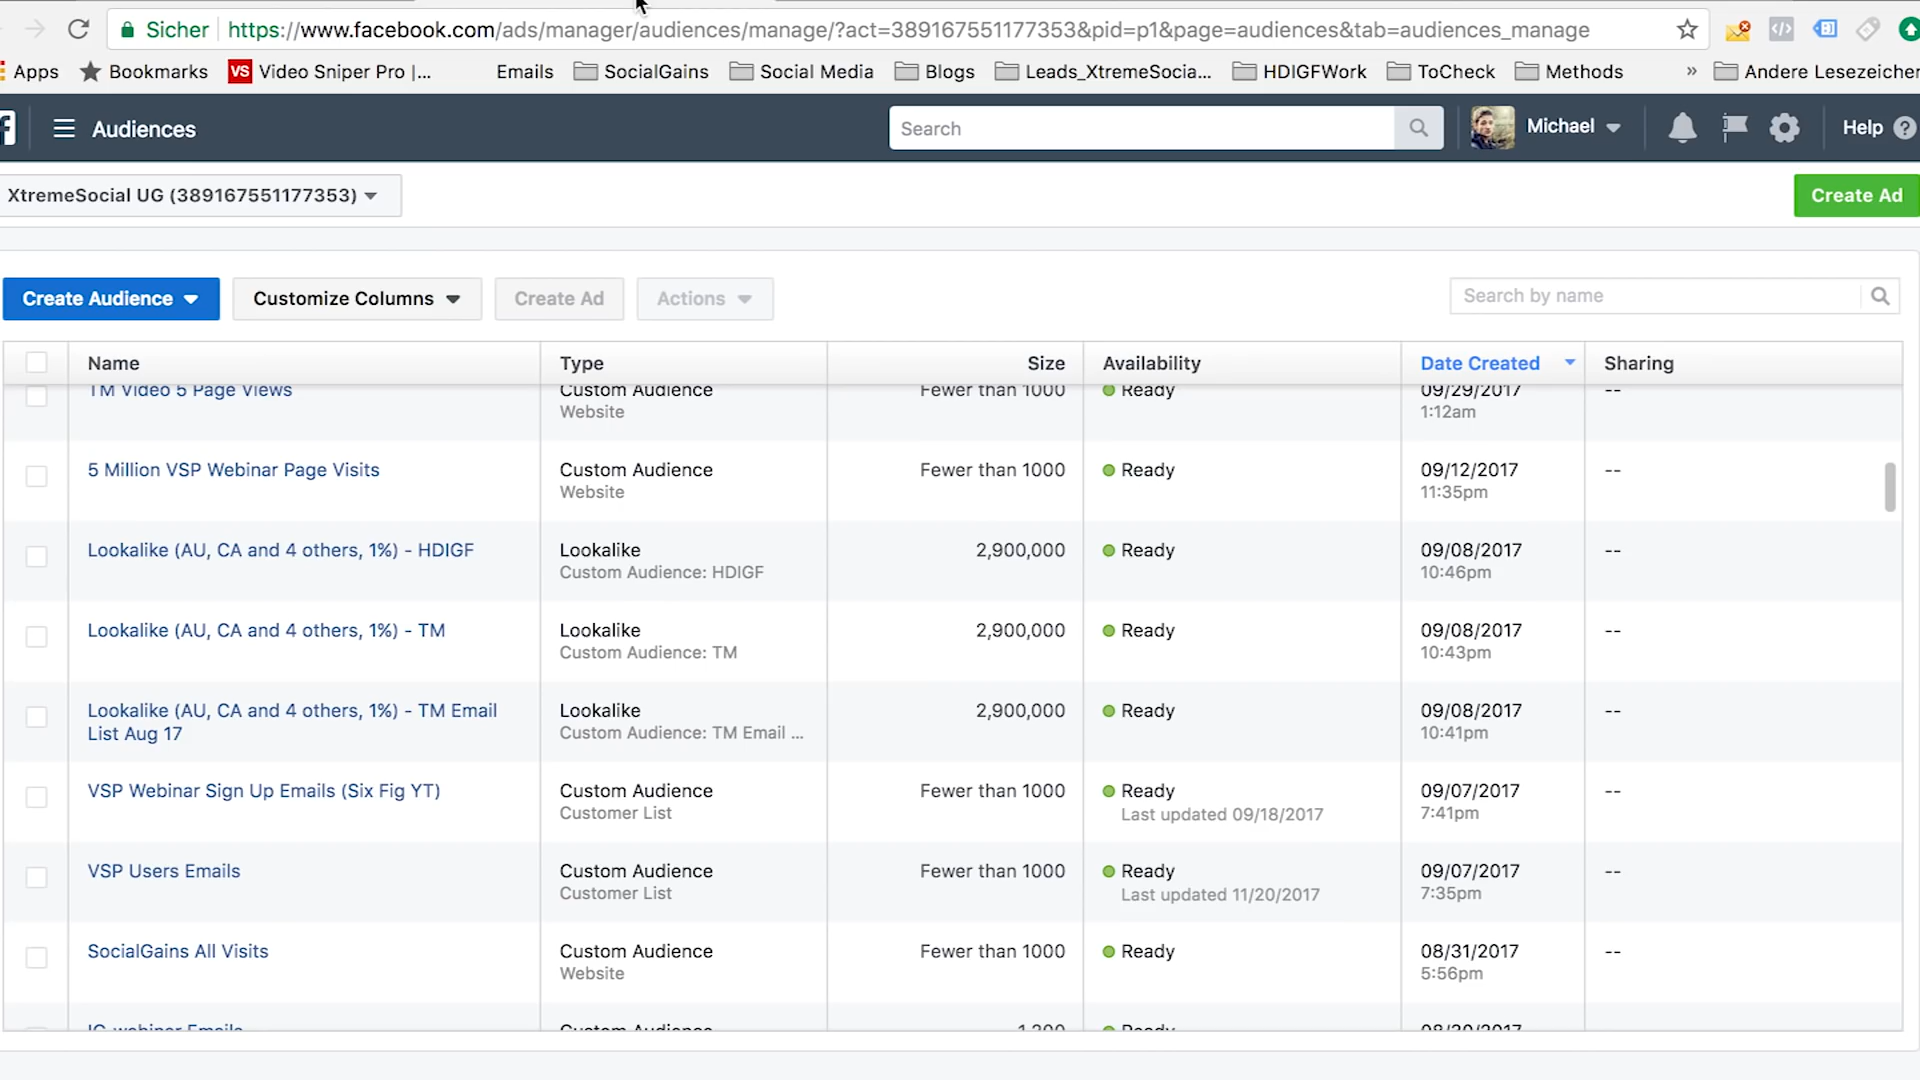 Sicher https://www.facebook.com/ads/manager/audiences/manage/?act=389167551177353&pid=p1&page=audiences&tab=audiences_manage
Apps Bookmarks VS Video Sniper Pro |... Emails SocialGains Social Media Blogs Leads_XtremeSocia... HDIGFWork ToCheck Methods » Andere Lesezeichen
Audiences Search Michael Help ?
XtremeSocial UG (389167551177353) Create Ad
Create Audience Customize Columns Create Ad Actions Search by name
Name Type Size Availability Date Created Sharing
TM Video 5 Page Views Custom Audience Fewer than 1000 Ready 09/29/2017 --
Website 1:12am
5 Million VSP Webinar Page Visits Custom Audience Fewer than 1000 Ready 09/12/2017 --
Website 11:35pm
Lookalike (AU, CA and 4 others, 1%) - HDIGF Lookalike 2,900,000 Ready 09/08/2017 --
Custom Audience: HDIGF 10:46pm
Lookalike (AU, CA and 4 others, 1%) - TM Lookalike 2,900,000 Ready 09/08/2017 --
Custom Audience: TM 10:43pm
Lookalike (AU, CA and 4 others, 1%) - TM Email Lookalike 2,900,000 Ready 09/08/2017 --
List Aug 17 Custom Audience: TM Email ... 10:41pm
VSP Webinar Sign Up Emails (Six Fig YT) Custom Audience Fewer than 1000 Ready 09/07/2017 --
Customer List Last updated 09/18/2017 7:41pm
VSP Users Emails Custom Audience Fewer than 1000 Ready 09/07/2017 --
Customer List Last updated 11/20/2017 7:35pm
SocialGains All Visits Custom Audience Fewer than 1000 Ready 08/31/2017 --
Website 5:56pm
IG webinar Emails Custom Audience 1,200 Ready 08/30/2017